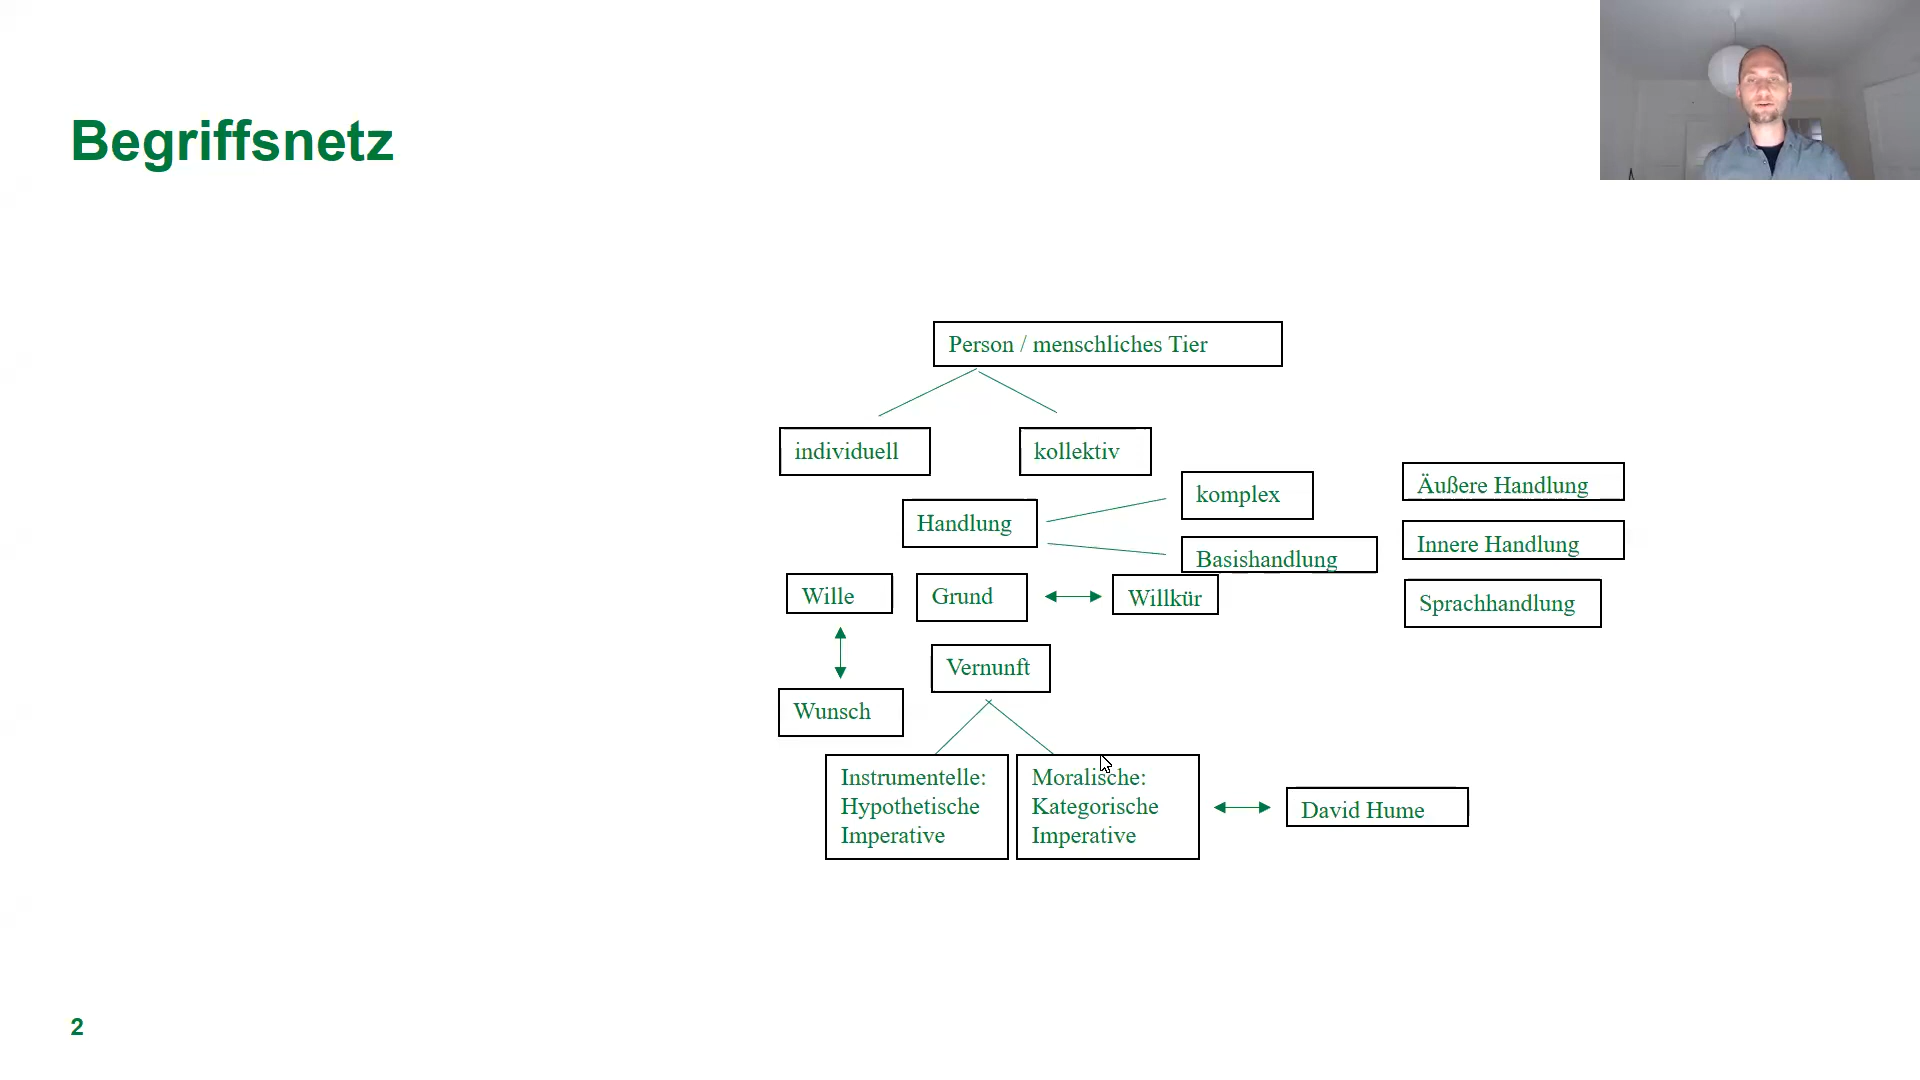 Begriffsnetz
Person / menschliches Tier
individuell
kollektiv
komplex
Äußere Handlung
Handlung
Basishandlung
Innere Handlung
Wille
Grund
Willkür
Sprachhandlung
Vernunft
Wunsch
Instrumentelle:
Hypothetische
Imperative
Moralische:
Kategorische
Imperative
David Hume
2